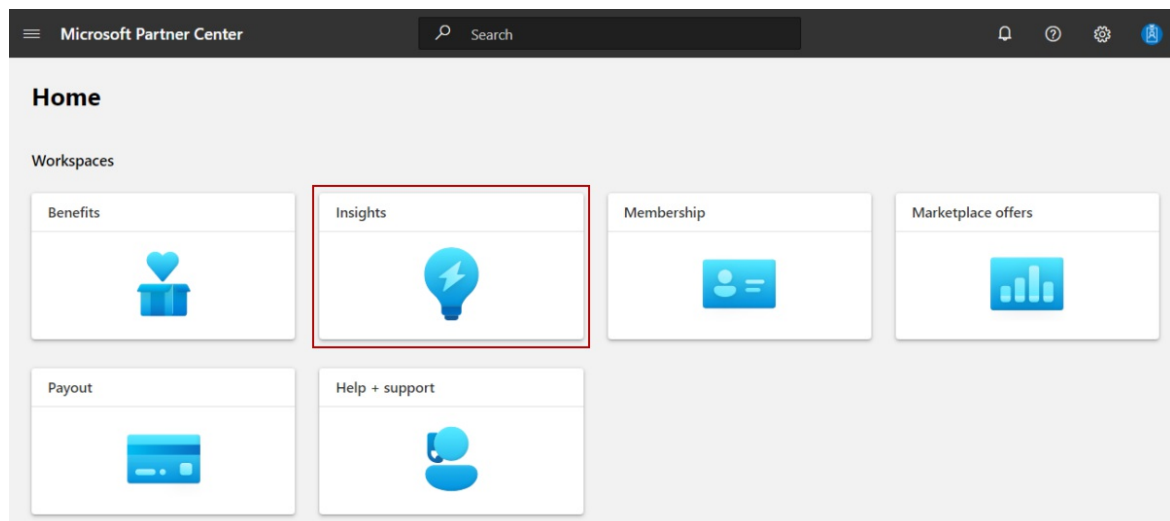 Microsoft Partner Center
Search
Home
Workspaces
Benefits
Insights
Membership
Marketplace offers
Payout
Help + support